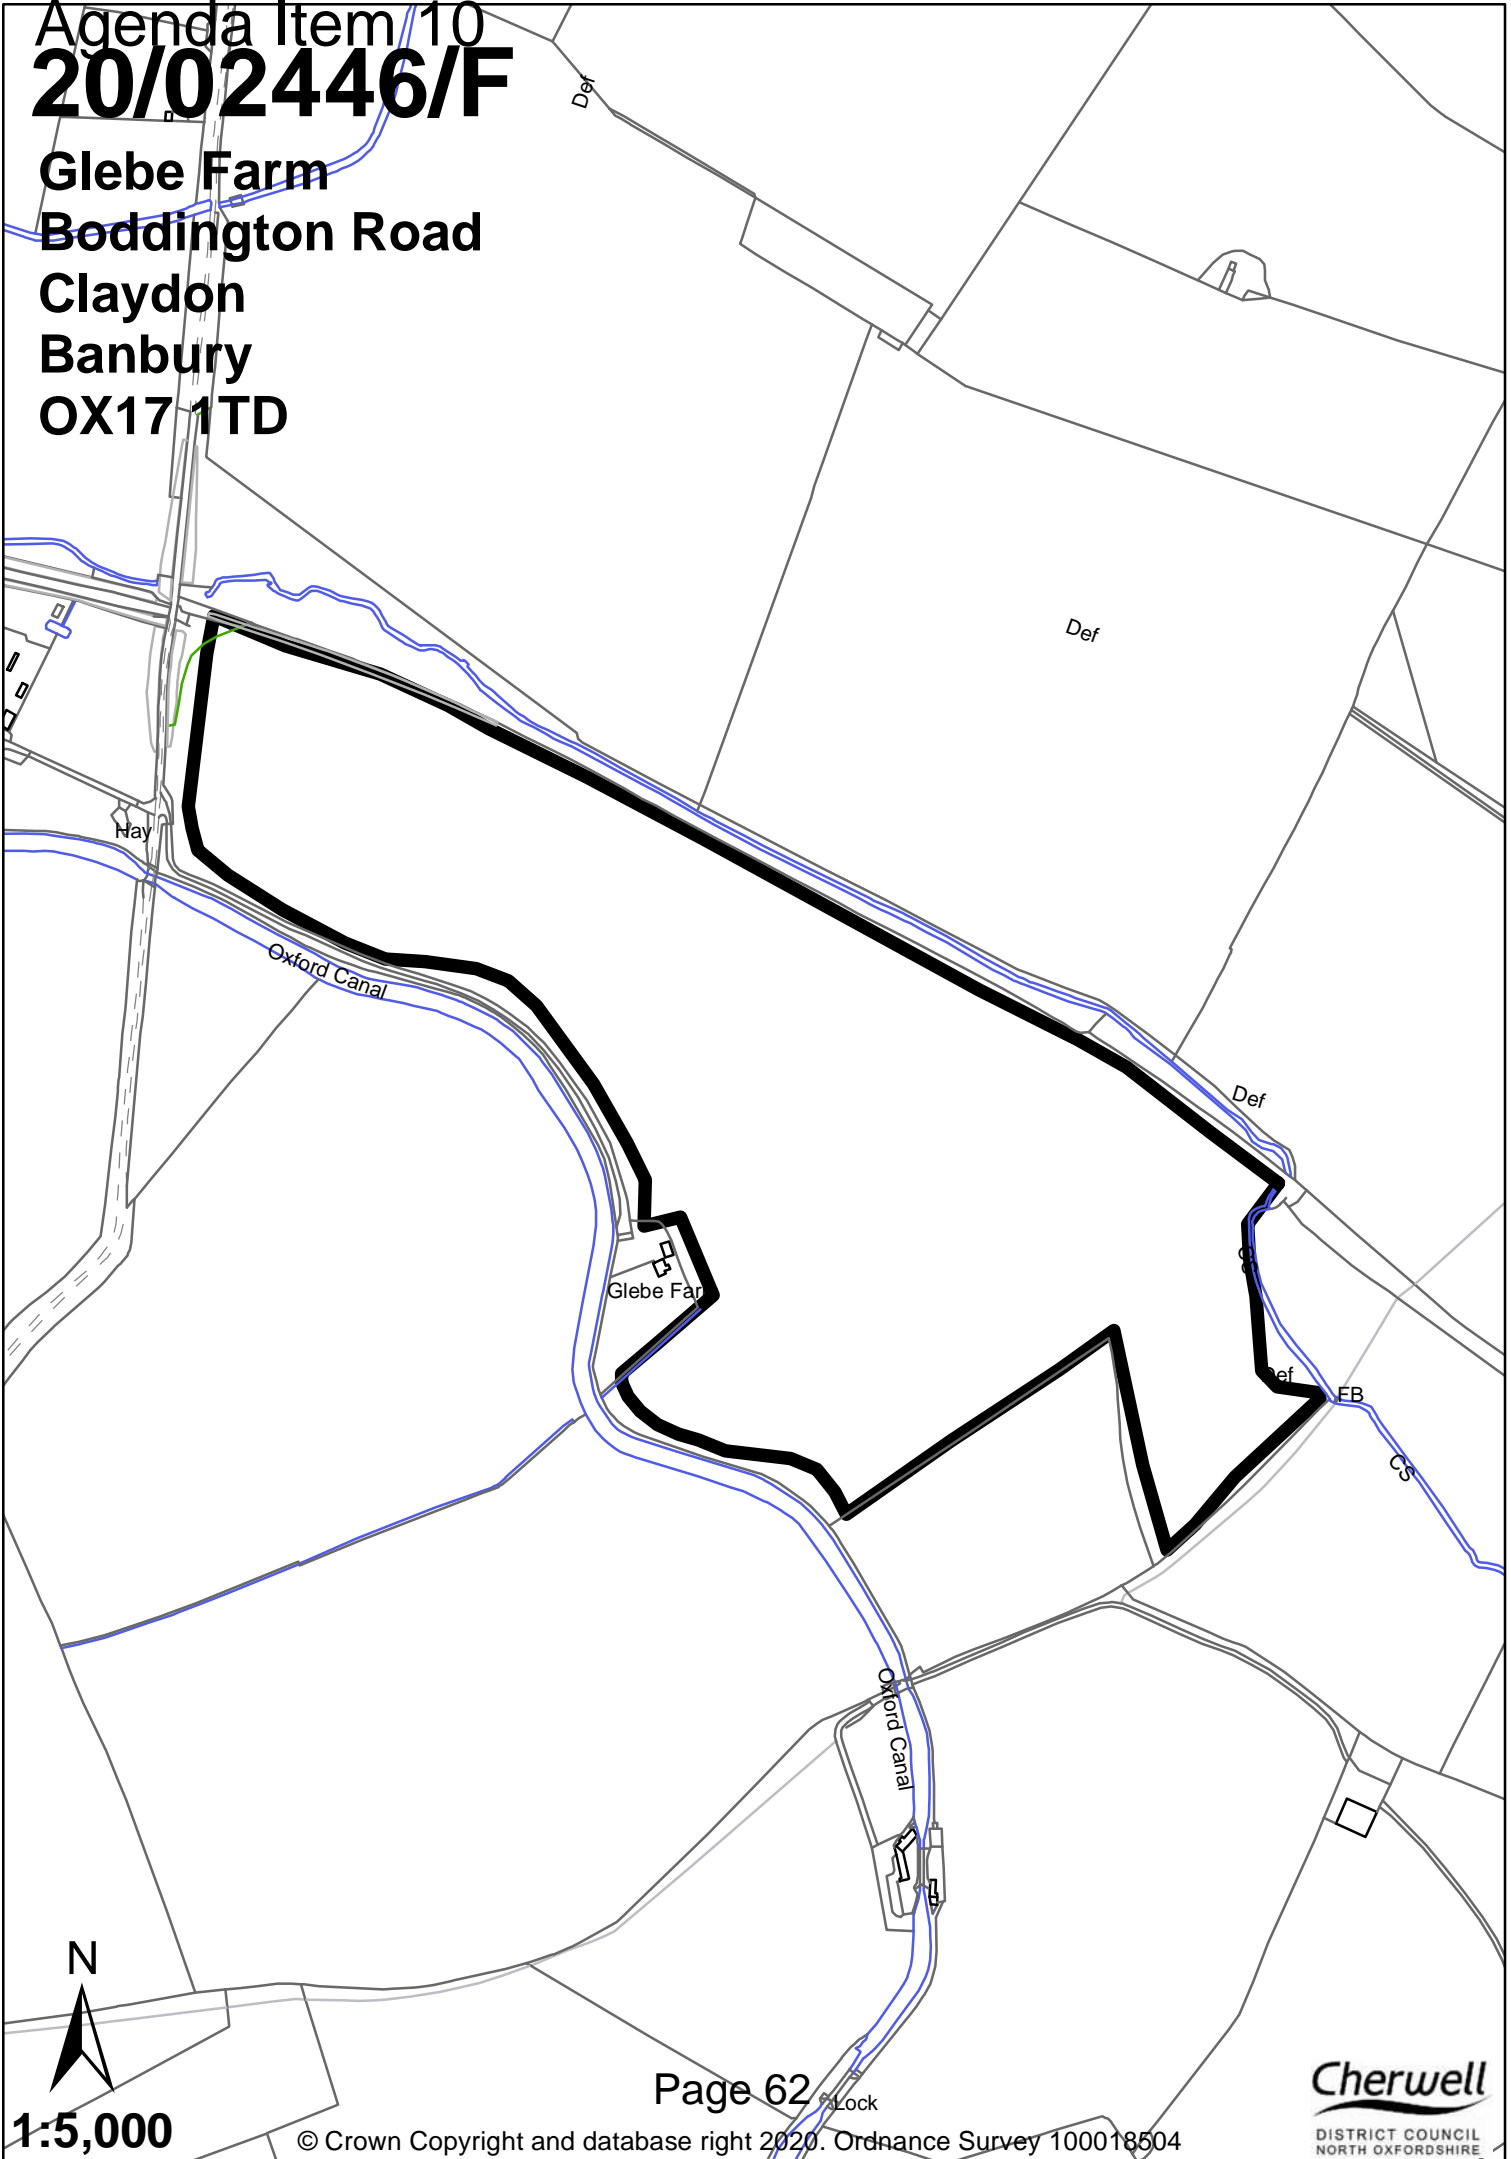 Agenda Item 10
20/02446/F
Glebe Farm
Boddington Road
Claydon
Banbury
OX17 1TD
Def
Def
Hay
Oxford Canal
Def
CS
Glebe Far
Def
FB
CS
Oxford Canal
N
1:5,000
Page 62
Lock
© Crown Copyright and database right 2020. Ordnance Survey 100018504
Cherwell
DISTRICT COUNCIL
NORTH OXFORDSHIRE